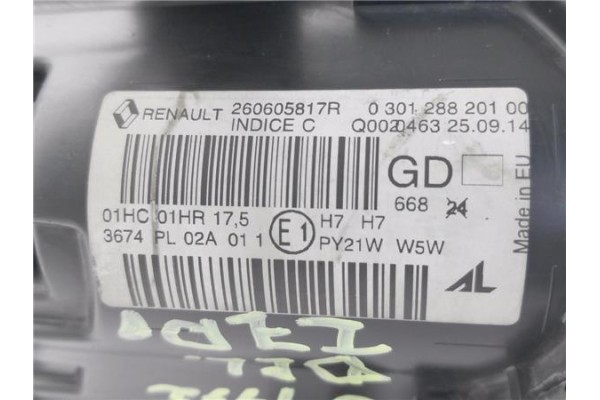 RENAULT 260605817R 0 301 288 201 00
INDICE C Q0020463 25.09.14
GD
668 24
01HC 01HR 17,5 H7 H7
3674 PL 02A 01 1 E1 PY21W W5W
AL
Made in EU
IZD.